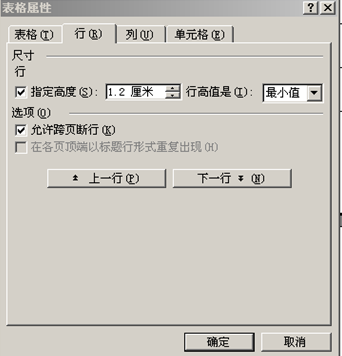 表格属性
表格(T) 行(R) 列(U) 单元格(E)
尺寸
行
指定高度(S): 1.2 厘米 行高值是(I): 最小值
选项(O)
允许跨页断行(K)
在各页顶端以标题行形式重复出现(H)
上一行(P) 下一行(N)
确定 取消